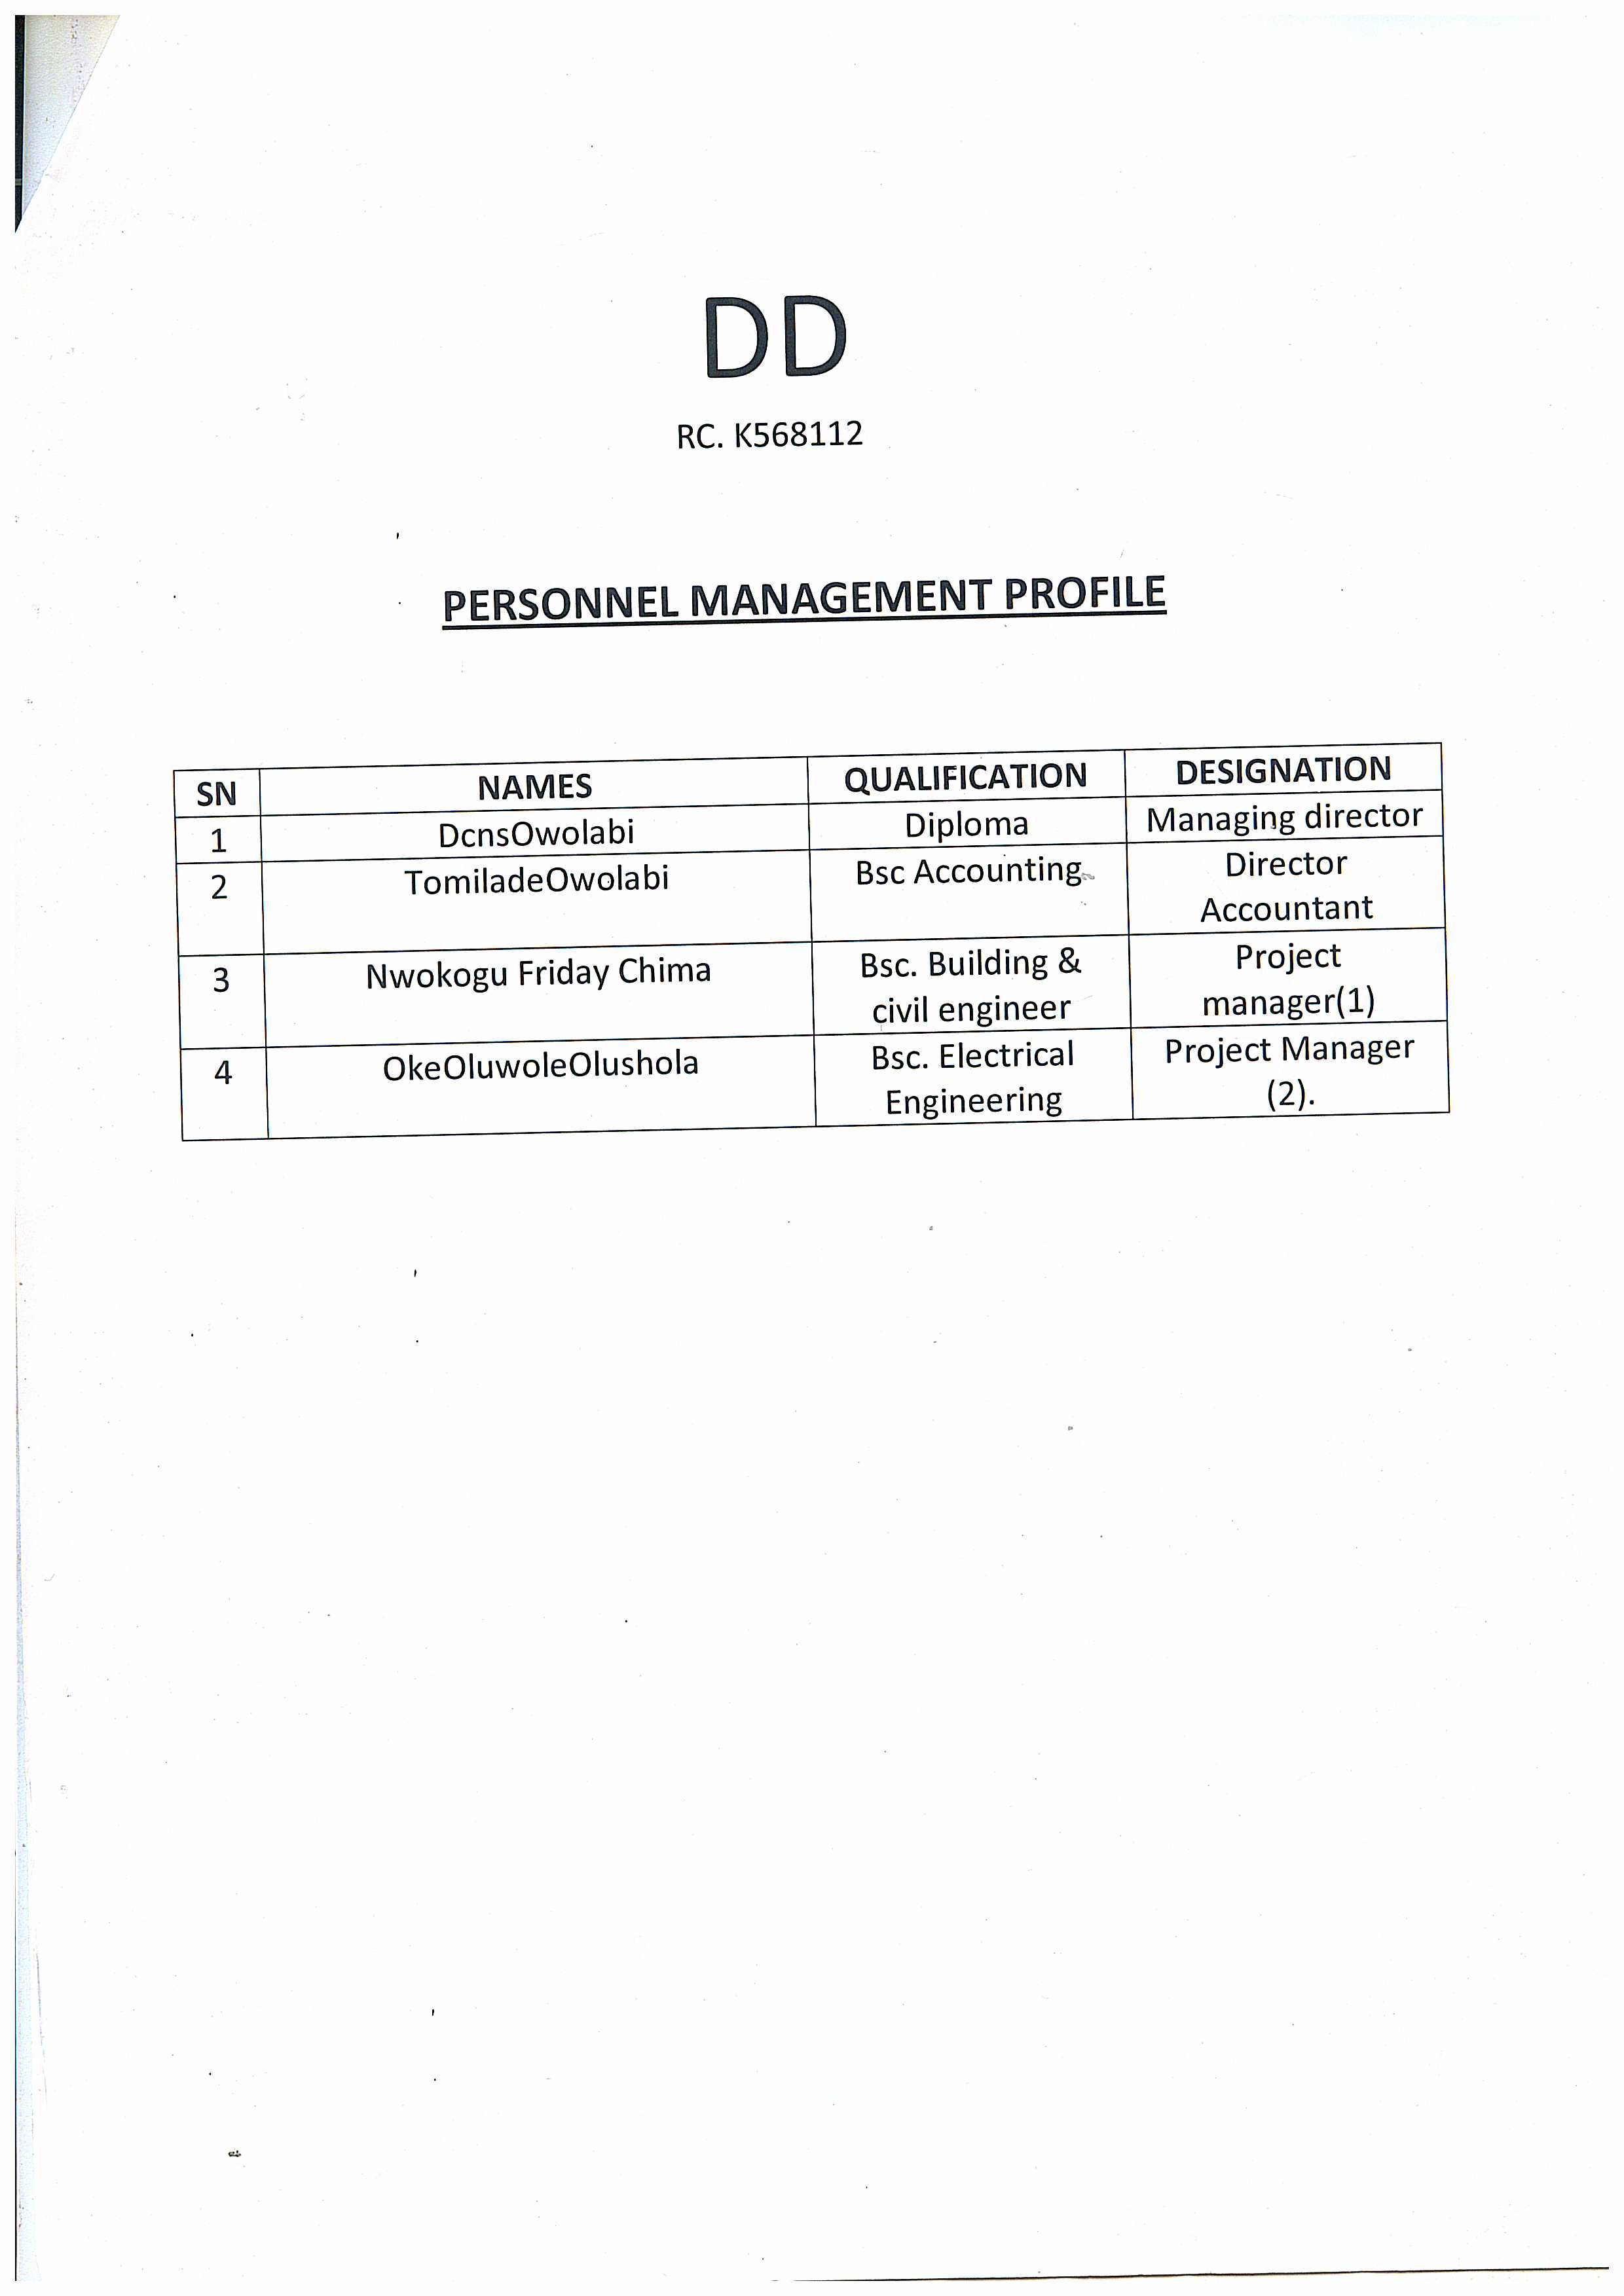 DD
RC. K568112
PERSONNEL MANAGEMENT PROFILE
SN NAMES QUALIFICATION DESIGNATION
1 DcnsOwolabi Diploma Managing director
2 TomiladeOwolabi Bsc Accounting Director
Accountant
3 Nwokogu Friday Chima Bsc. Building & Project
civil engineer manager(1)
4 OkeOluwoleOlushola Bsc. Electrical Project Manager
Engineering (2).